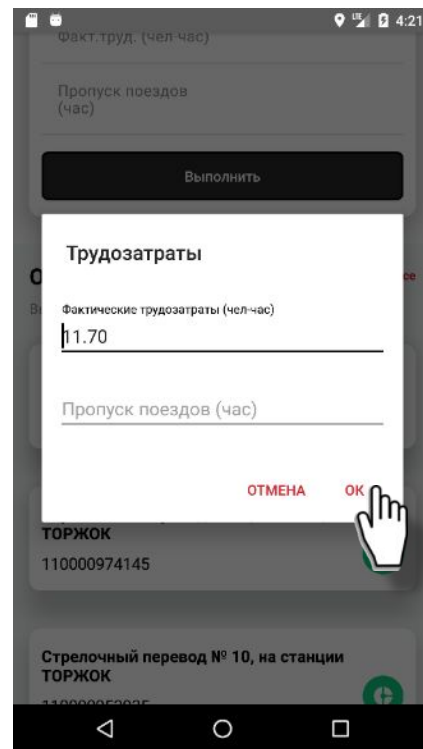 LTE 4:21
Факт.труд. (чел час)
Пропуск поездов
(час)
Выполнить
Трудозатраты
Фактические трудозатраты (чел-час)
11.70
Пропуск поездов (час)
ОТМЕНА ОК
ТОРЖОК
110000974145
Стрелочный перевод № 10, на станции
ТОРЖОК